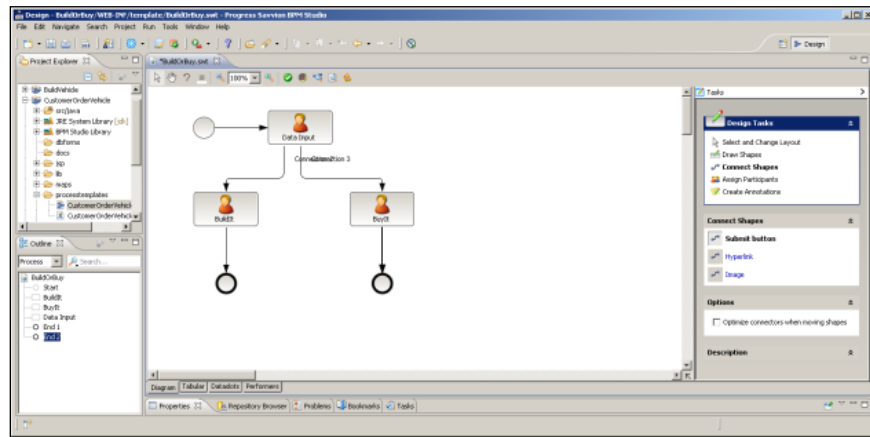 Design - BuildOrBuy/WEB-INF/template/BuildOrBuy.swt - Progress Savvion BPM Studio
File Edit Navigate Search Project Run Tools Window Help
Design
Project Explorer
*BuildOrBuy.swt
100%
BuildVehicle
CustomerOrderVehicle
src/java
JRE System Library [jdk]
BPM Studio Library
dbforms
docs
jsp
lib
maps
processtemplates
CustomerOrderVehicl
CustomerOrderVehicl
Outline
Process
Search...
BuildOrBuy
Start
BuildIt
BuyIt
Data Input
End 1
End 2
Data Input
BuildIt
BuyIt
Tasks
Design Tasks
Select and Change Layout
Draw Shapes
Connect Shapes
Assign Participants
Create Annotations
Connect Shapes
Submit button
Hyperlink
Image
Options
Optimize connectors when moving shapes
Description
Diagram Tabular Dataslots Performers
Properties Repository Browser Problems Bookmarks Tasks